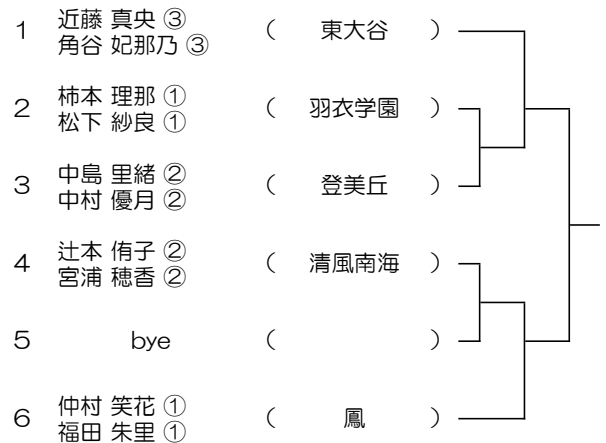 1 近藤 真央 ③ ( 東大谷 )
角谷 妃那乃 ③
2 柿本 理那 ① ( 羽衣学園 )
松下 紗良 ①
3 中島 里緒 ② ( 登美丘 )
中村 優月 ②
4 辻本 侑子 ② ( 清風南海 )
宮浦 穂香 ②
5 bye ( )
6 仲村 笑花 ① ( 鳳 )
福田 朱里 ①